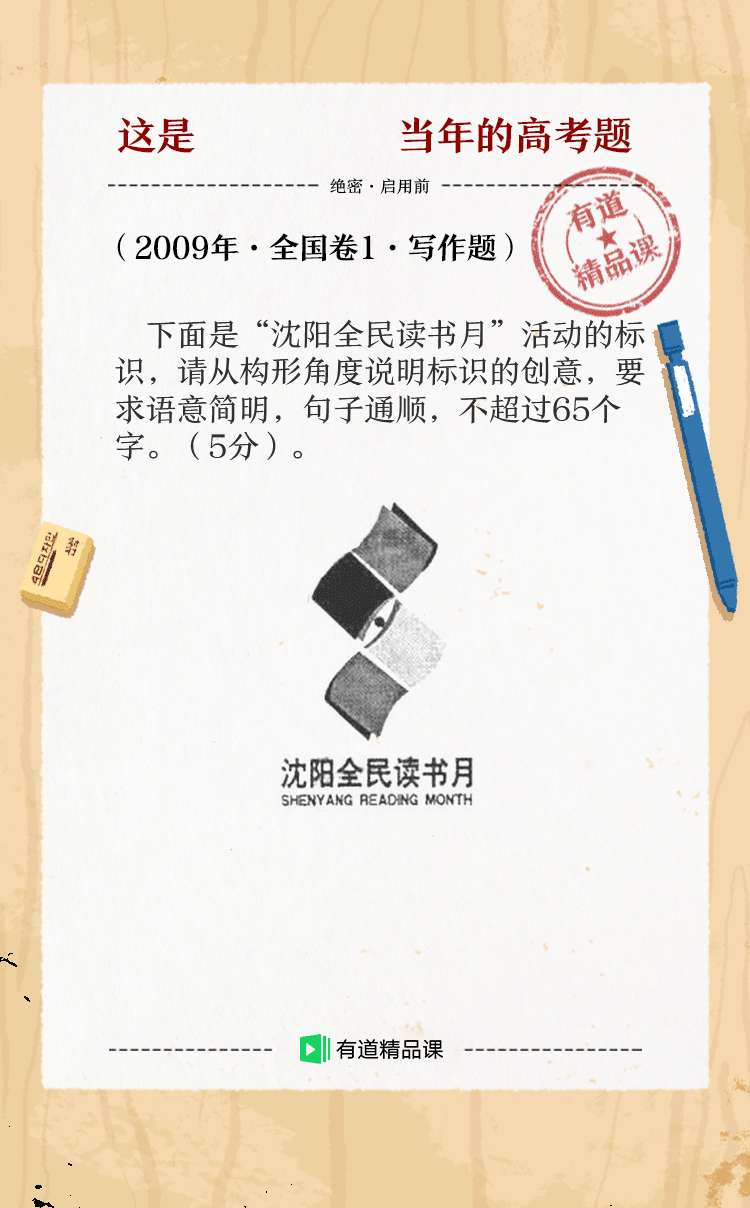 这是 当年的高考题
绝密·启用前
（2009年·全国卷1·写作题）
有道
精品课
下面是“沈阳全民读书月”活动的标
识，请从构形角度说明标识的创意，要
求语意简明，句子通顺，不超过65个
字。（5分）。
沈阳全民读书月
SHENYANG READING MONTH
有道精品课